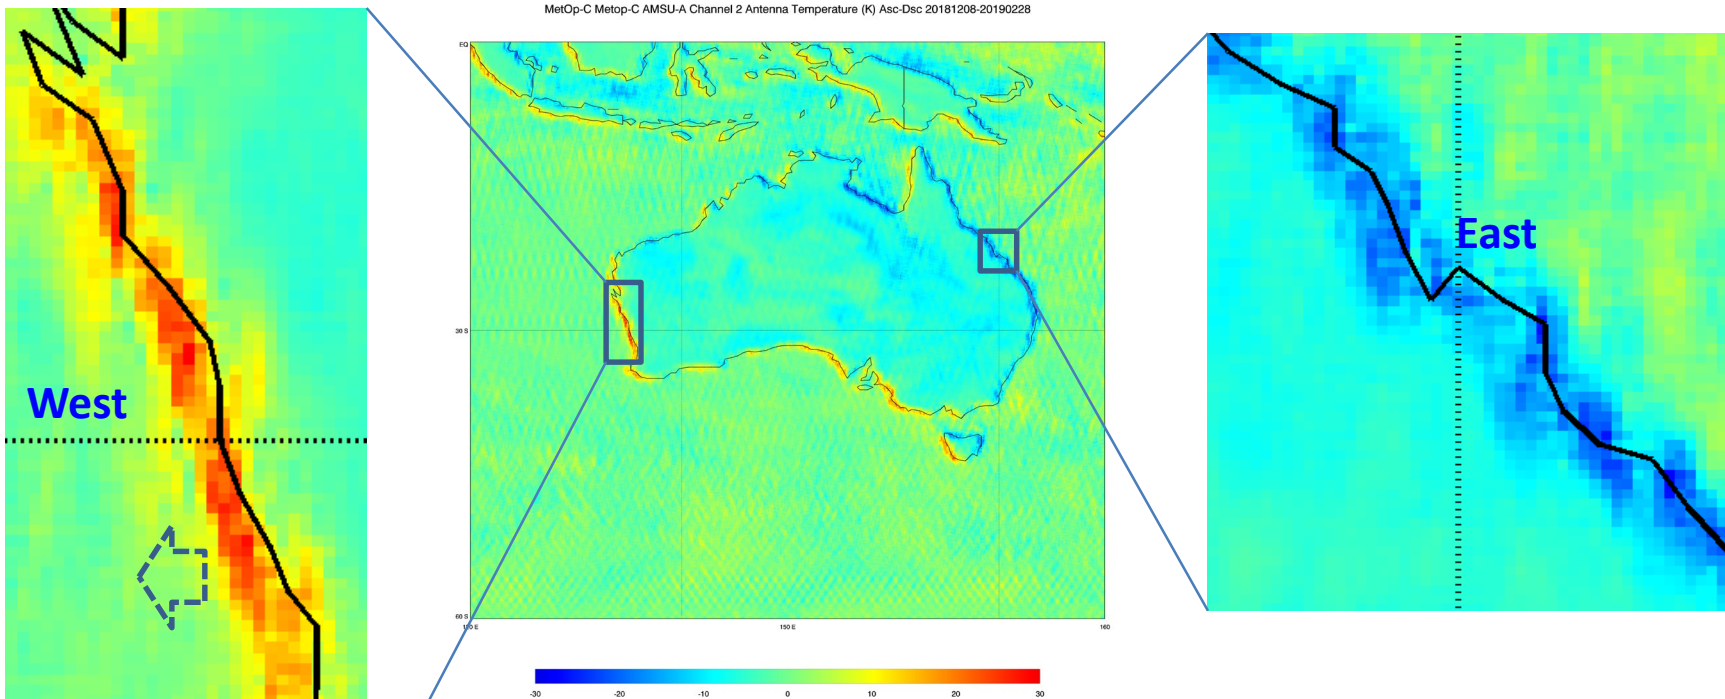 MetOp-C Metop-C AMSU-A Channel 2 Antenna Temperature (K) Asc-Dsc 20181208-20190228
EQ
West
East
30 S
60 S
150 E
160
-30 -20 -10 0 10 20 30